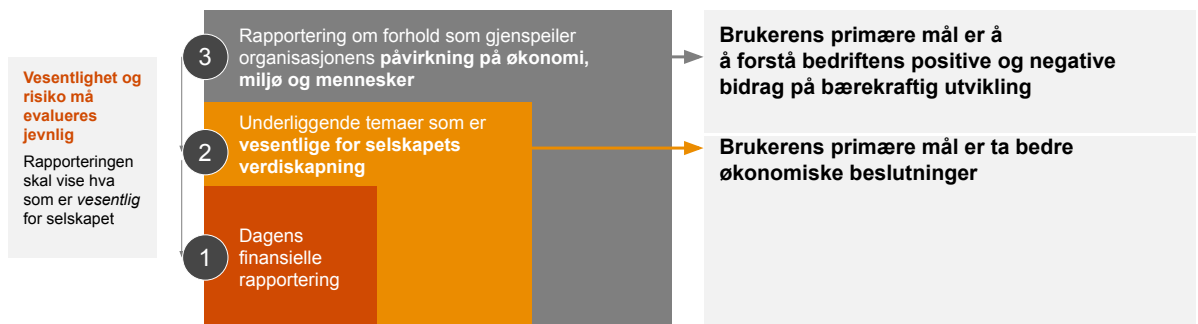 Vesentlighet og
risiko må
evalueres
jevnlig
Rapporteringen
skal vise hva
som er vesentlig
for selskapet
3
Rapportering om forhold som gjenspeiler
organisasjonens påvirkning på økonomi,
miljø og mennesker
2
Underliggende temaer som er
vesentlige for selskapets
verdiskapning
1
Dagens
finansielle
rapportering
Brukerens primære mål er å
å forstå bedriftens positive og negative
bidrag på bærekraftig utvikling
Brukerens primære mål er ta bedre
økonomiske beslutninger